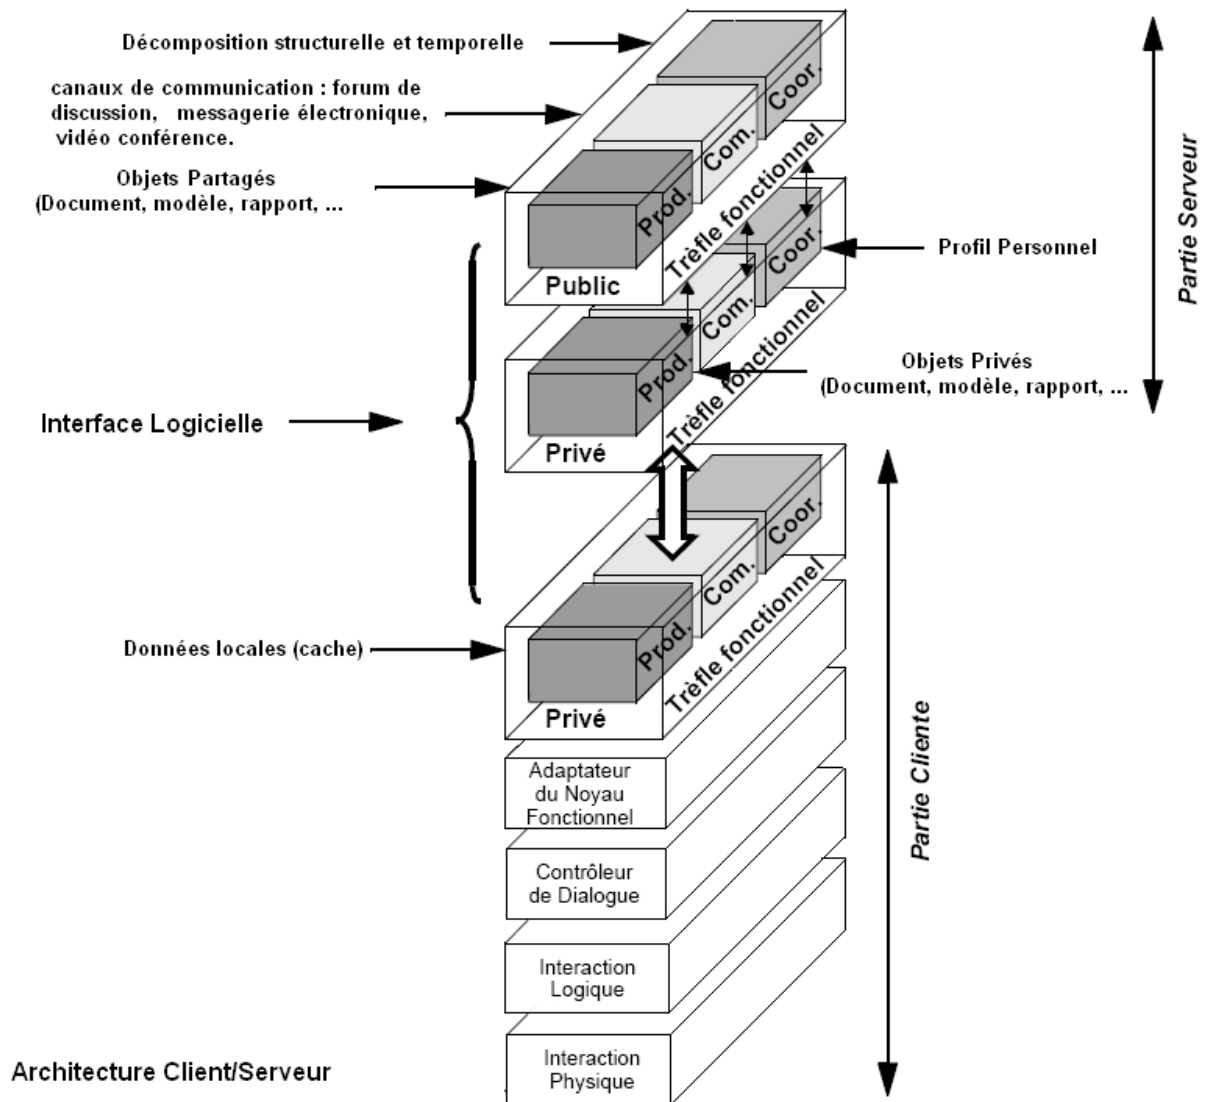 Décomposition structurelle et temporelle
canaux de communication : forum de
discussion, messagerie électronique,
vidéo conférence.
Objets Partagés
(Document, modèle, rapport, ...
Coor.
Com.
Prod.
Trèfle fonctionnel
Public
Profil Personnel
Coor.
Com.
Prod.
Trèfle fonctionnel
Privé
Objets Privés
(Document, modèle, rapport, ...
Partie Serveur
Interface Logicielle
Coor.
Com.
Prod.
Trèfle fonctionnel
Privé
Données locales (cache)
Partie Cliente
Adaptateur
du Noyau
Fonctionnel
Contrôleur
de Dialogue
Interaction
Logique
Interaction
Physique
Architecture Client/Serveur